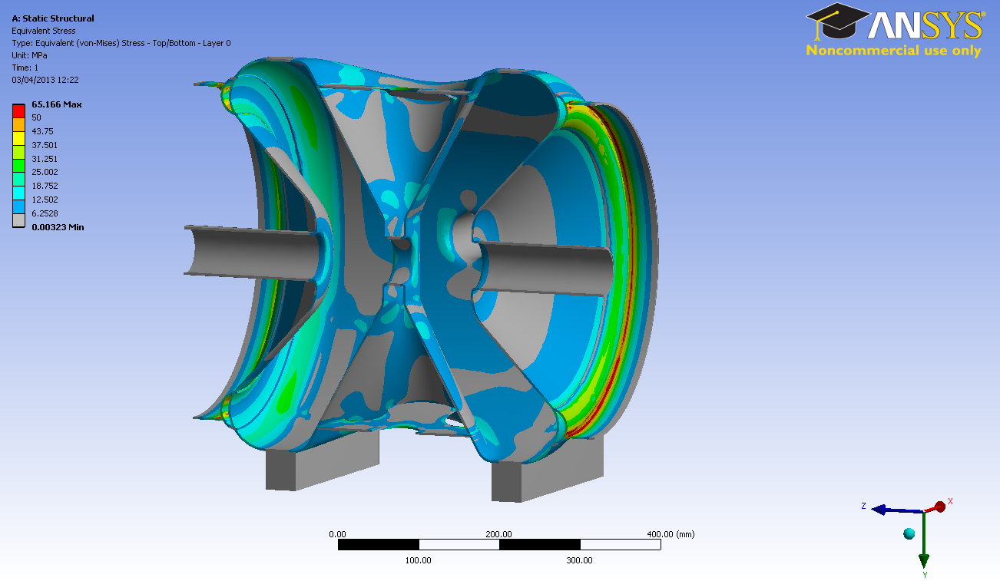 A: Static Structural
Equivalent Stress
Type: Equivalent (von-Mises) Stress - Top/Bottom - Layer 0
Unit: MPa
Time: 1
03/04/2013 12:22
65.166 Max
50
43.75
37.501
31.251
25.002
18.752
12.502
6.2528
0.00323 Min
ANSYS®
Noncommercial use only
0.00 200.00 400.00 (mm)
100.00 300.00
Z
X
Y